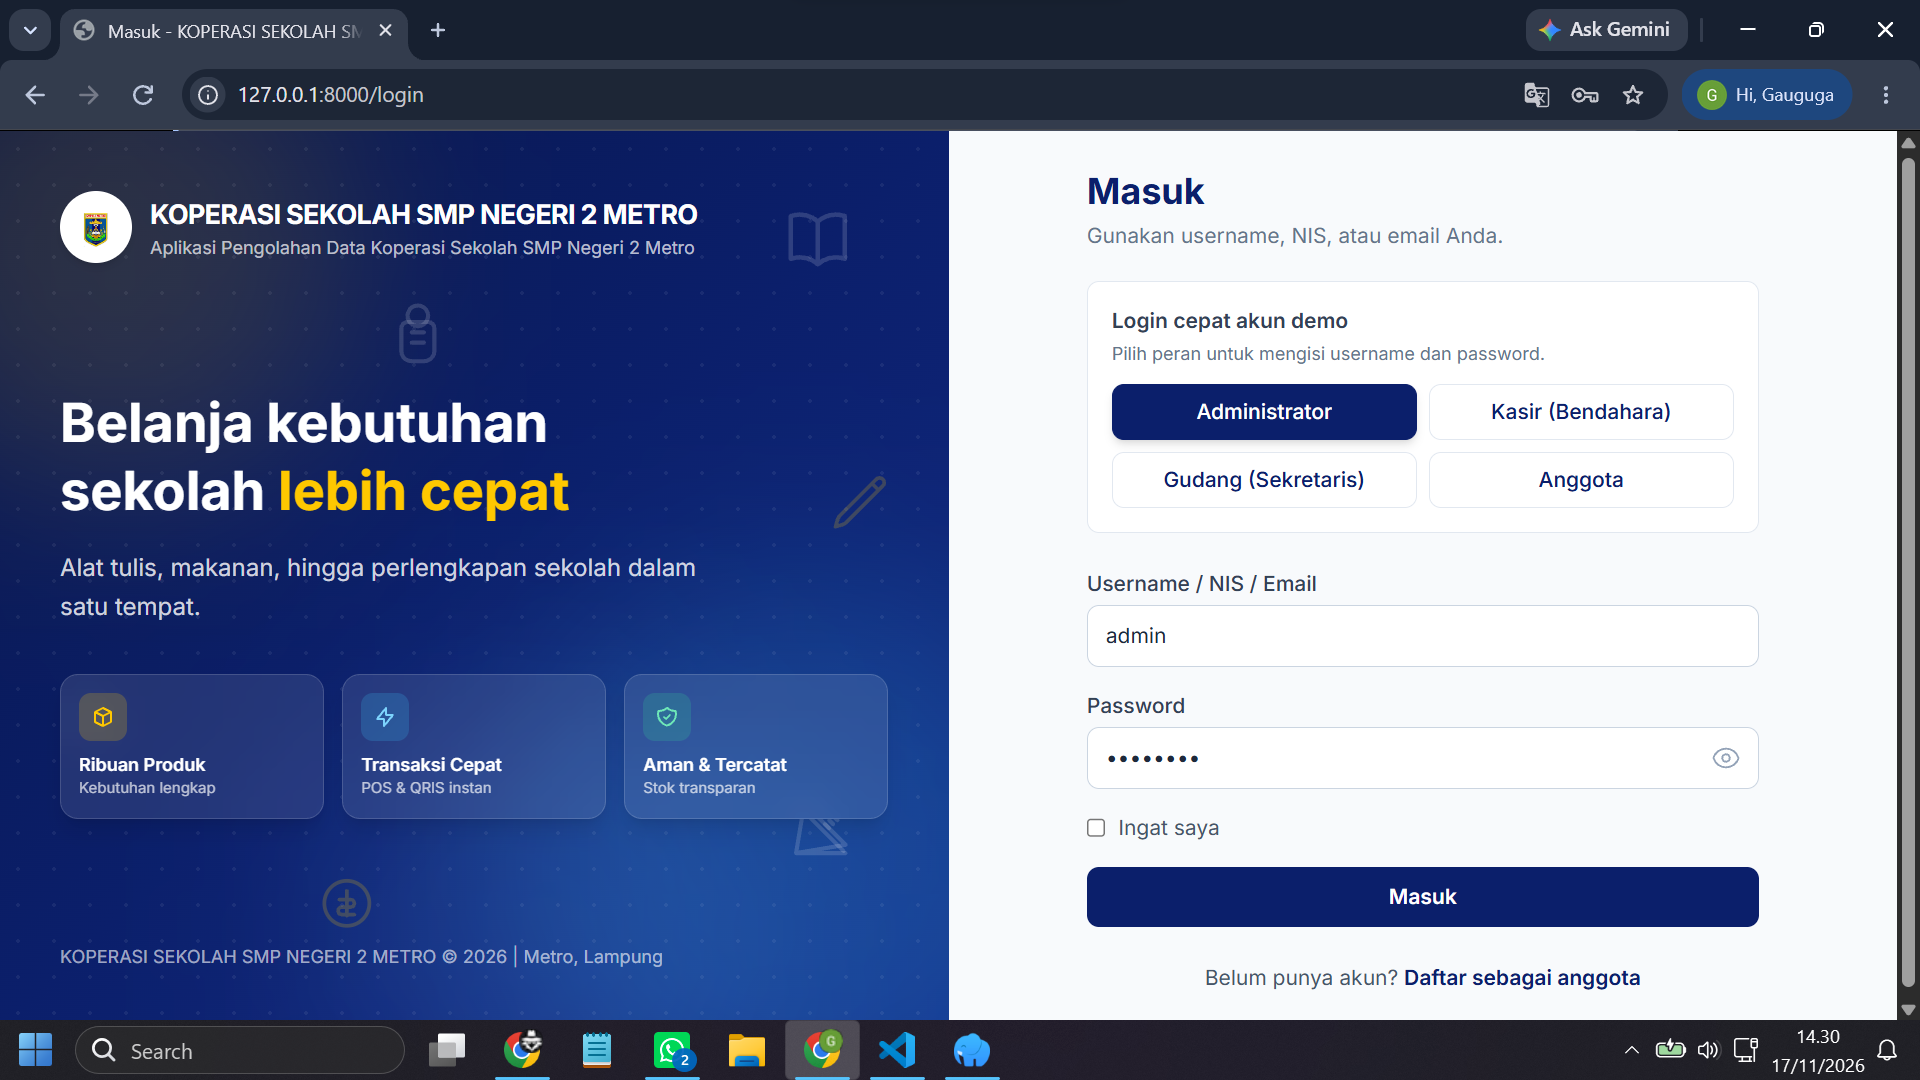 Masuk - KOPERASI SEKOLAH SM
Ask Gemini
127.0.0.1:8000/login
G
Hi, Gauguga
KOPERASI SEKOLAH SMP NEGERI 2 METRO
Aplikasi Pengolahan Data Koperasi Sekolah SMP Negeri 2 Metro
Belanja kebutuhan
sekolah lebih cepat
Alat tulis, makanan, hingga perlengkapan sekolah dalam
satu tempat.
Ribuan Produk
Kebutuhan lengkap
Transaksi Cepat
POS & QRIS instan
Aman & Tercatat
Stok transparan
KOPERASI SEKOLAH SMP NEGERI 2 METRO © 2026 | Metro, Lampung
Masuk
Gunakan username, NIS, atau email Anda.
Login cepat akun demo
Pilih peran untuk mengisi username dan password.
Administrator
Kasir (Bendahara)
Gudang (Sekretaris)
Anggota
Username / NIS / Email
admin
Password
••••••••
Ingat saya
Masuk
Belum punya akun? Daftar sebagai anggota
Search
G
2
14.30
17/11/2026